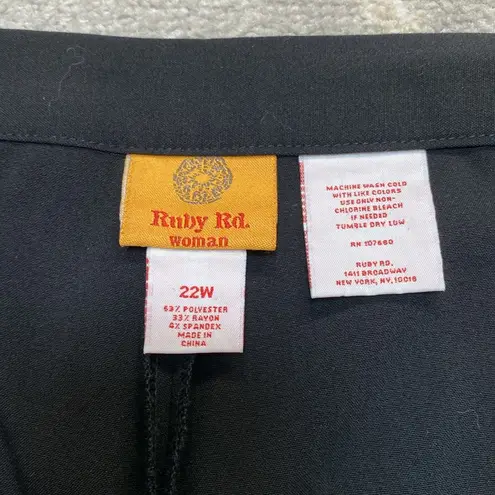 Ruby Rd.
woman
22W
63% POLYESTER
33% RAYON
4% SPANDEX
MADE IN
CHINA
MACHINE WASH COLD
WITH LIKE COLORS
USE ONLY NON-
CHLORINE BLEACH
IF NEEDED
TUMBLE DRY LOW
RN 107660
RUBY RD.
1411 BROADWAY
NEW YORK, NY, 10018